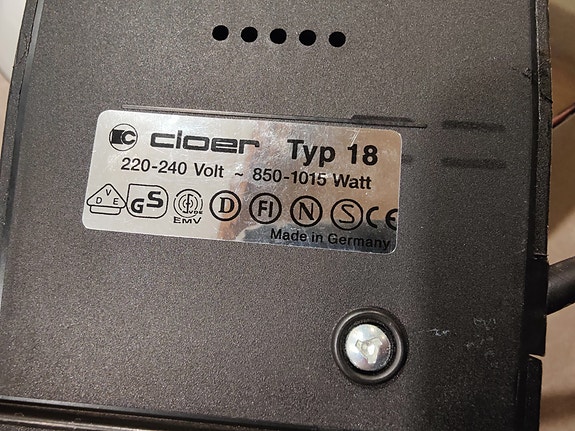 cloer Typ 18
220-240 Volt ~ 850-1015 Watt
D V E GS VDE EMV D FI N S CE
Made in Germany